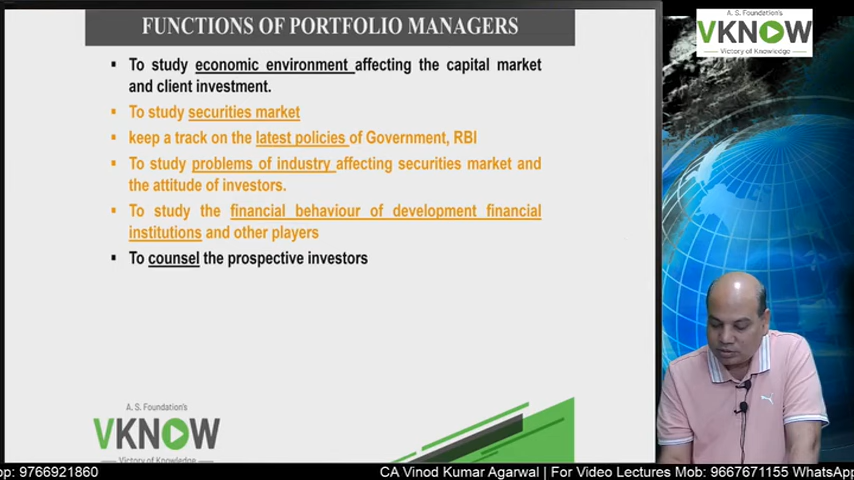 FUNCTIONS OF PORTFOLIO MANAGERS
▪ To study economic environment affecting the capital market
and client investment.
▪ To study securities market
▪ keep a track on the latest policies of Government, RBI
▪ To study problems of industry affecting securities market and
the attitude of investors.
▪ To study the financial behaviour of development financial
institutions and other players
▪ To counsel the prospective investors
A. S. Foundation's
VKNOW
Victory of Knowledge
A. S. Foundation's
VKNOW
Victory of Knowledge
pp: 9766921860
CA Vinod Kumar Agarwal | For Video Lectures Mob: 9667671155 WhatsApp